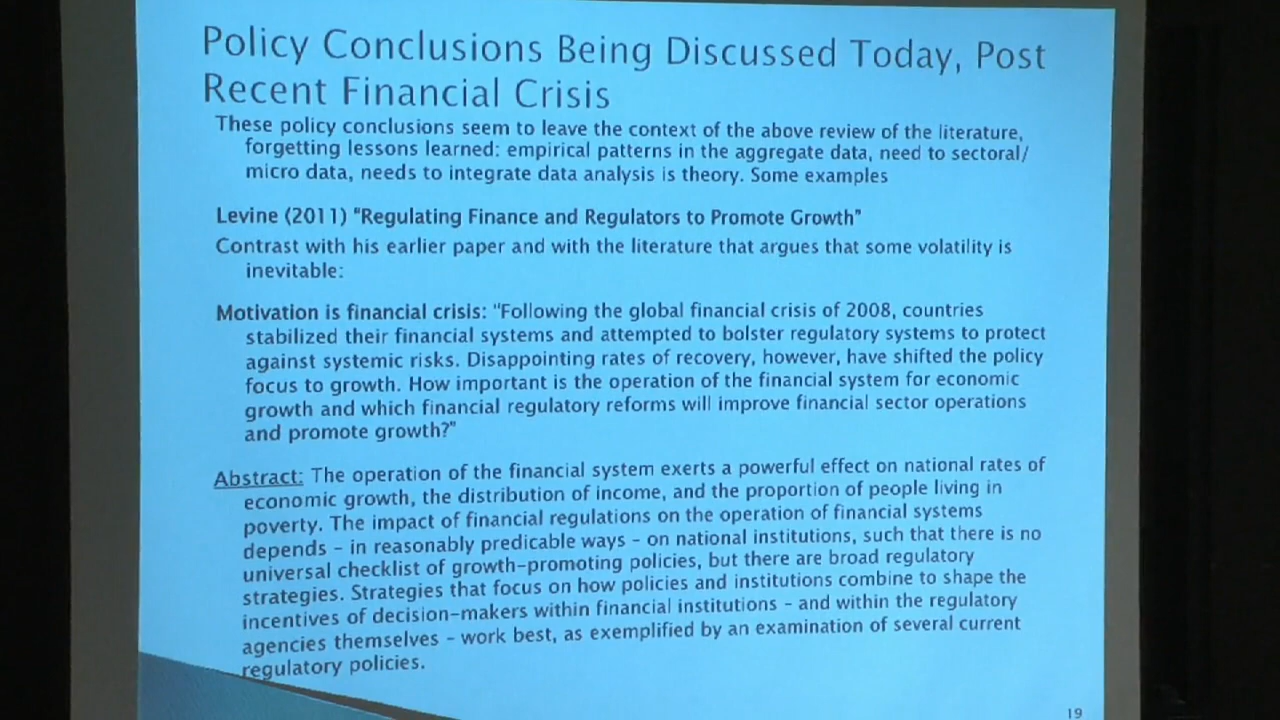 Policy Conclusions Being Discussed Today, Post
Recent Financial Crisis
These policy conclusions seem to leave the context of the above review of the literature,
forgetting lessons learned: empirical patterns in the aggregate data, need to sectoral/
micro data, needs to integrate data analysis is theory. Some examples
Levine (2011) "Regulating Finance and Regulators to Promote Growth"
Contrast with his earlier paper and with the literature that argues that some volatility is
inevitable:
Motivation is financial crisis: "Following the global financial crisis of 2008, countries
stabilized their financial systems and attempted to bolster regulatory systems to protect
against systemic risks. Disappointing rates of recovery, however, have shifted the policy
focus to growth. How important is the operation of the financial system for economic
growth and which financial regulatory reforms will improve financial sector operations
and promote growth?"
Abstract: The operation of the financial system exerts a powerful effect on national rates of
economic growth, the distribution of income, and the proportion of people living in
poverty. The impact of financial regulations on the operation of financial systems
depends – in reasonably predicable ways – on national institutions, such that there is no
universal checklist of growth-promoting policies, but there are broad regulatory
strategies. Strategies that focus on how policies and institutions combine to shape the
incentives of decision-makers within financial institutions – and within the regulatory
agencies themselves – work best, as exemplified by an examination of several current
regulatory policies.
19